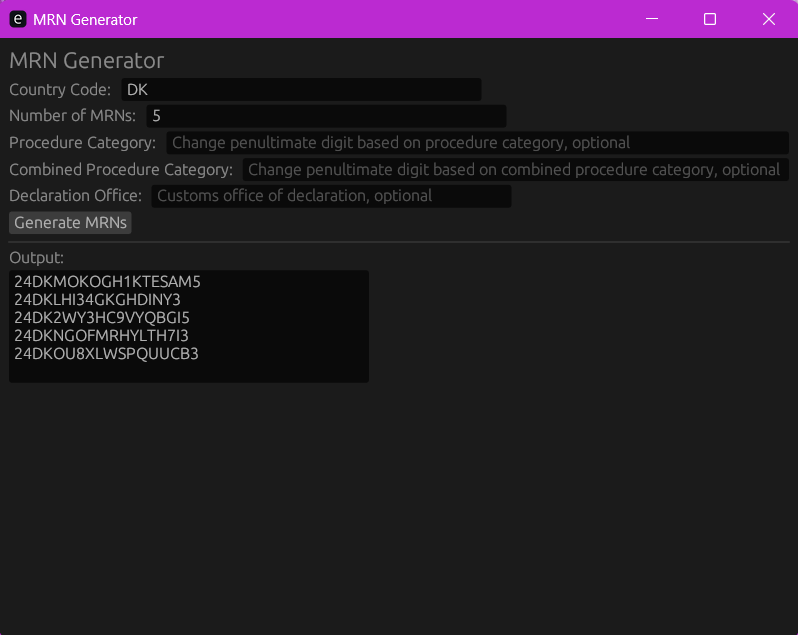 e MRN Generator
MRN Generator
Country Code: DK
Number of MRNs: 5
Procedure Category: Change penultimate digit based on procedure category, optional
Combined Procedure Category: Change penultimate digit based on combined procedure category, optional
Declaration Office: Customs office of declaration, optional
Generate MRNs
Output:
24DKMOKOGH1KTESAM5
24DKLHI34GKGHDINY3
24DK2WY3HC9VYQBGI5
24DKNGOFMRHYLTH7I3
24DKOU8XLWSPQUUCB3